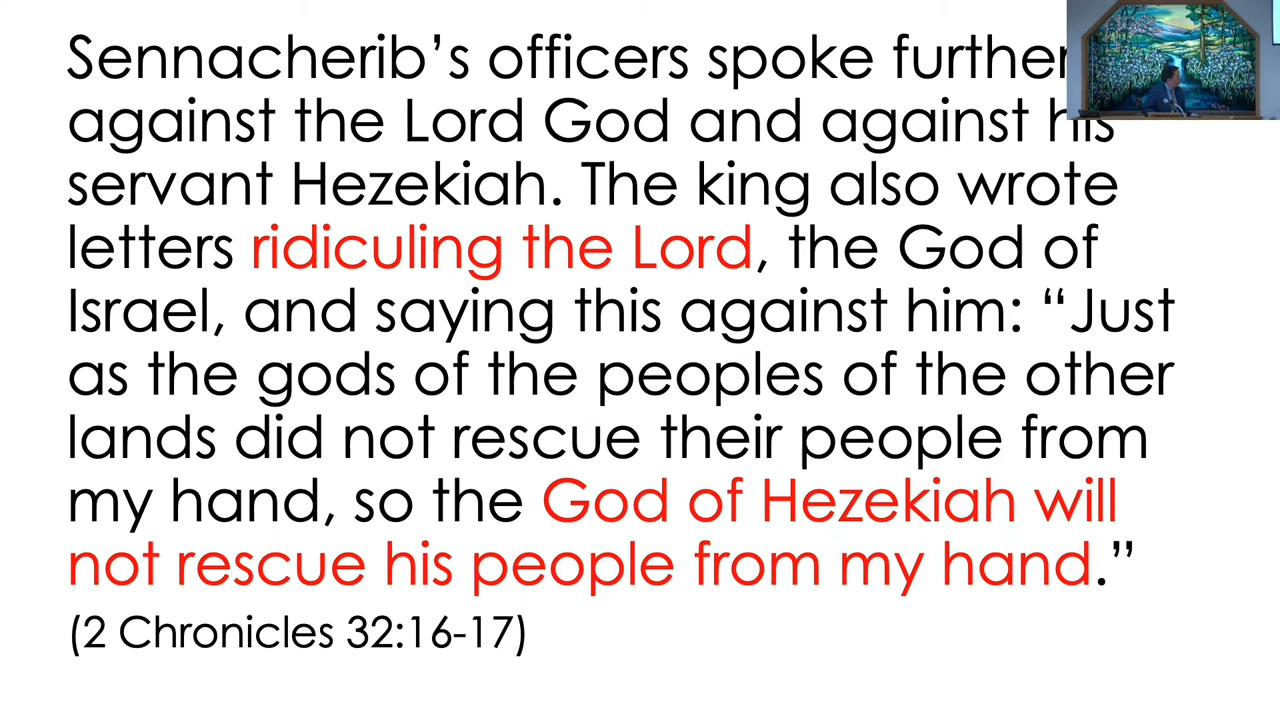 Sennacherib’s officers spoke further
against the Lord God and against his
servant Hezekiah. The king also wrote
letters ridiculing the Lord, the God of
Israel, and saying this against him: “Just
as the gods of the peoples of the other
lands did not rescue their people from
my hand, so the God of Hezekiah will
not rescue his people from my hand.”
(2 Chronicles 32:16-17)